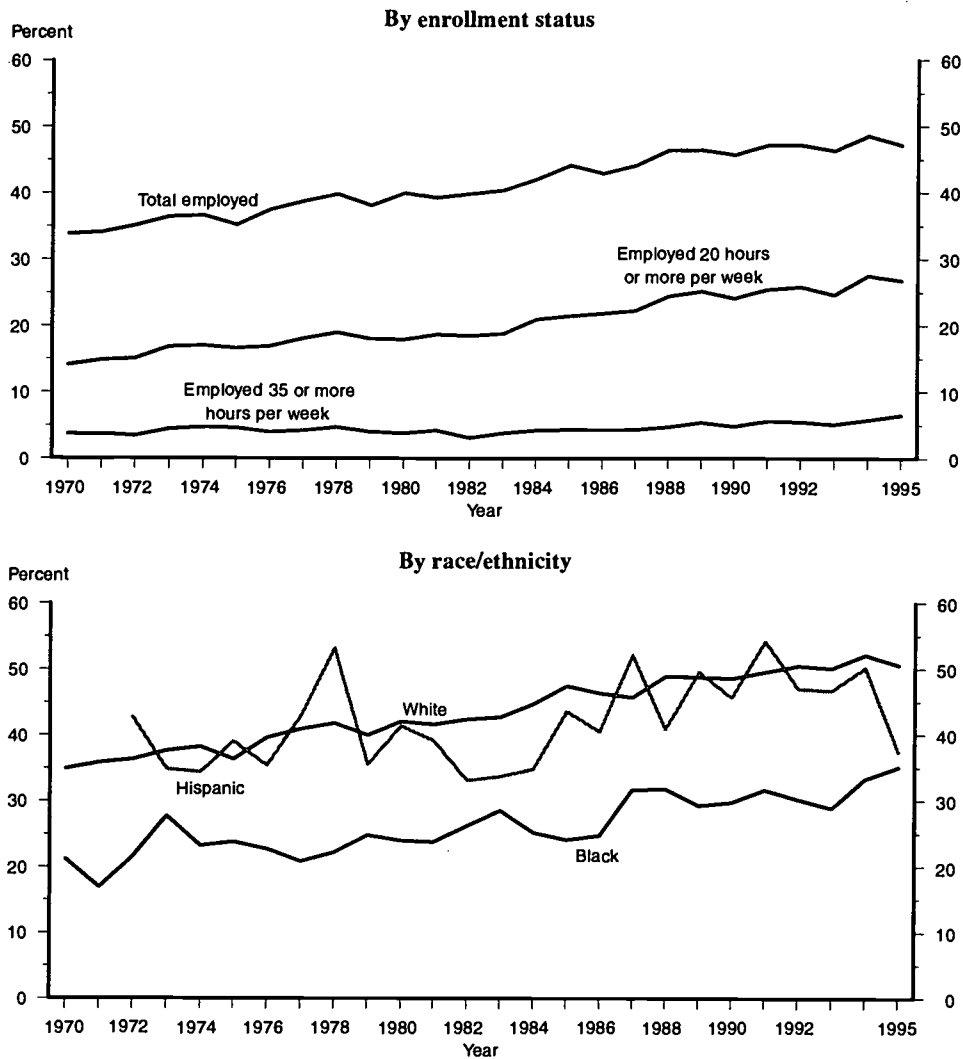 By enrollment status
Percent
60 60
50 50
Total employed
40 40
Employed 20 hours
or more per week
30 30
20 20
Employed 35 or more
hours per week
10 10
0 0
1970 1972 1974 1976 1978 1980 1982 1984 1986 1988 1990 1992 1995
Year
By race/ethnicity
Percent
60 60
50 50
White
40 40
Hispanic
30 30
Black
20 20
10 10
0 0
1970 1972 1974 1976 1978 1980 1982 1984 1986 1988 1990 1992 1995
Year